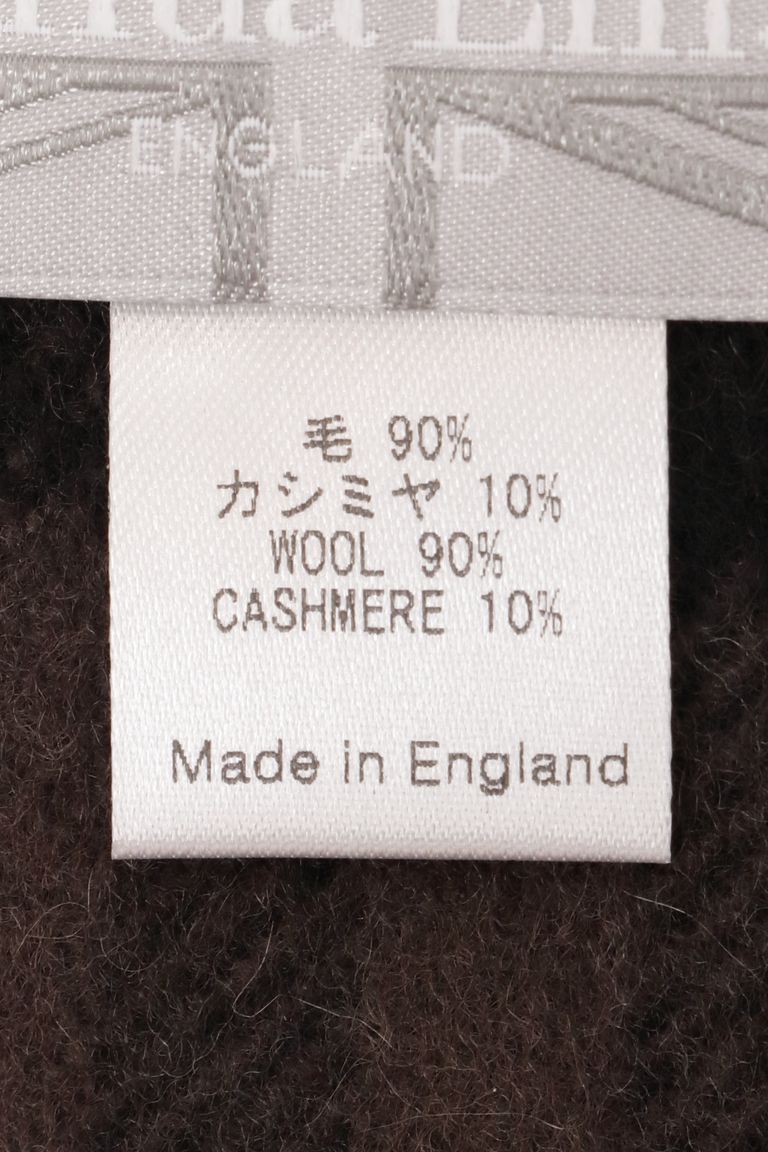 ENGLAND
毛 90%
カシミヤ 10%
WOOL 90%
CASHMERE 10%
Made in England